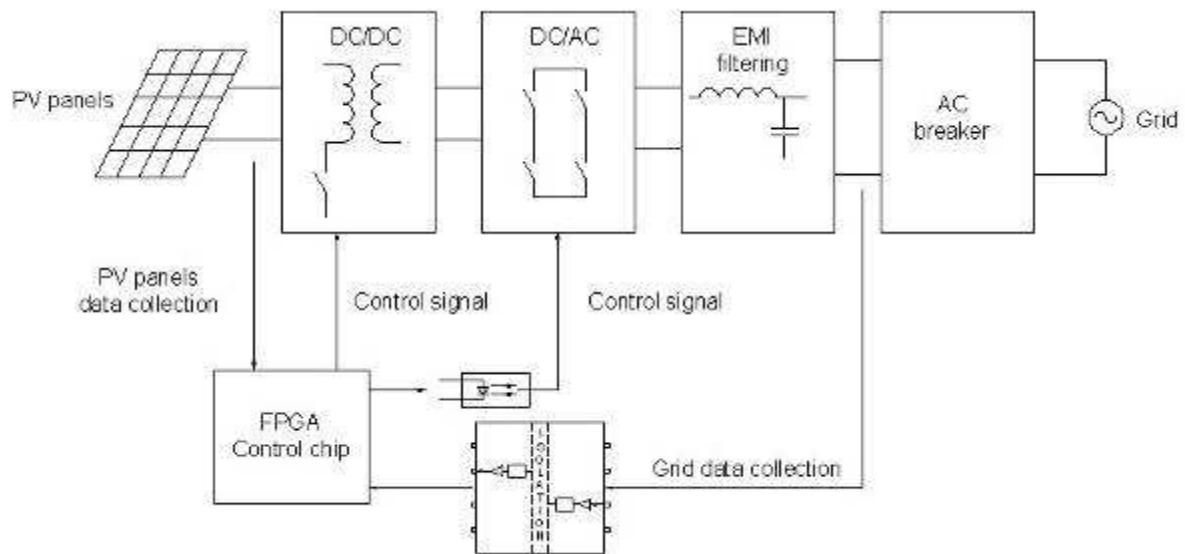 DC/DC
DC/AC
EMI
filtering
PV panels
AC
breaker
Grid
PV panels
data collection
Control signal
Control signal
FPGA
Control chip
Grid data collection